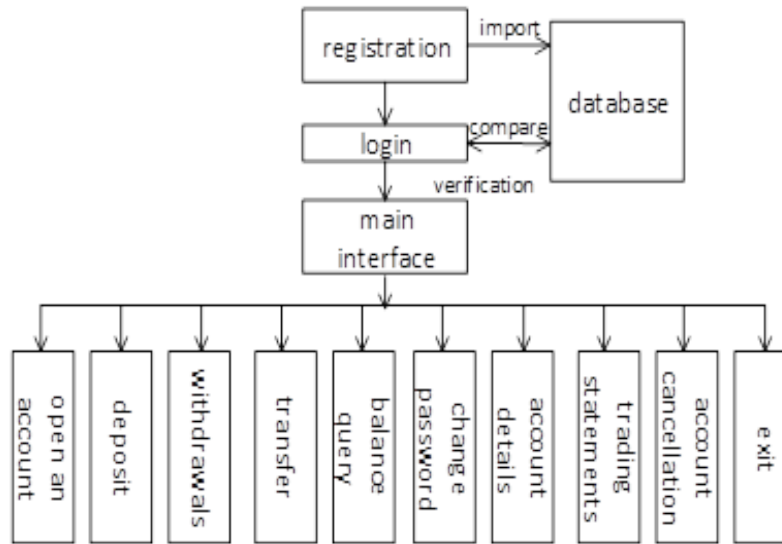 registration
import
database
login
compare
verification
main
interface
open an
account
deposit
withdrawals
transfer
balance
query
change
password
account
details
trading
statements
account
cancellation
exit